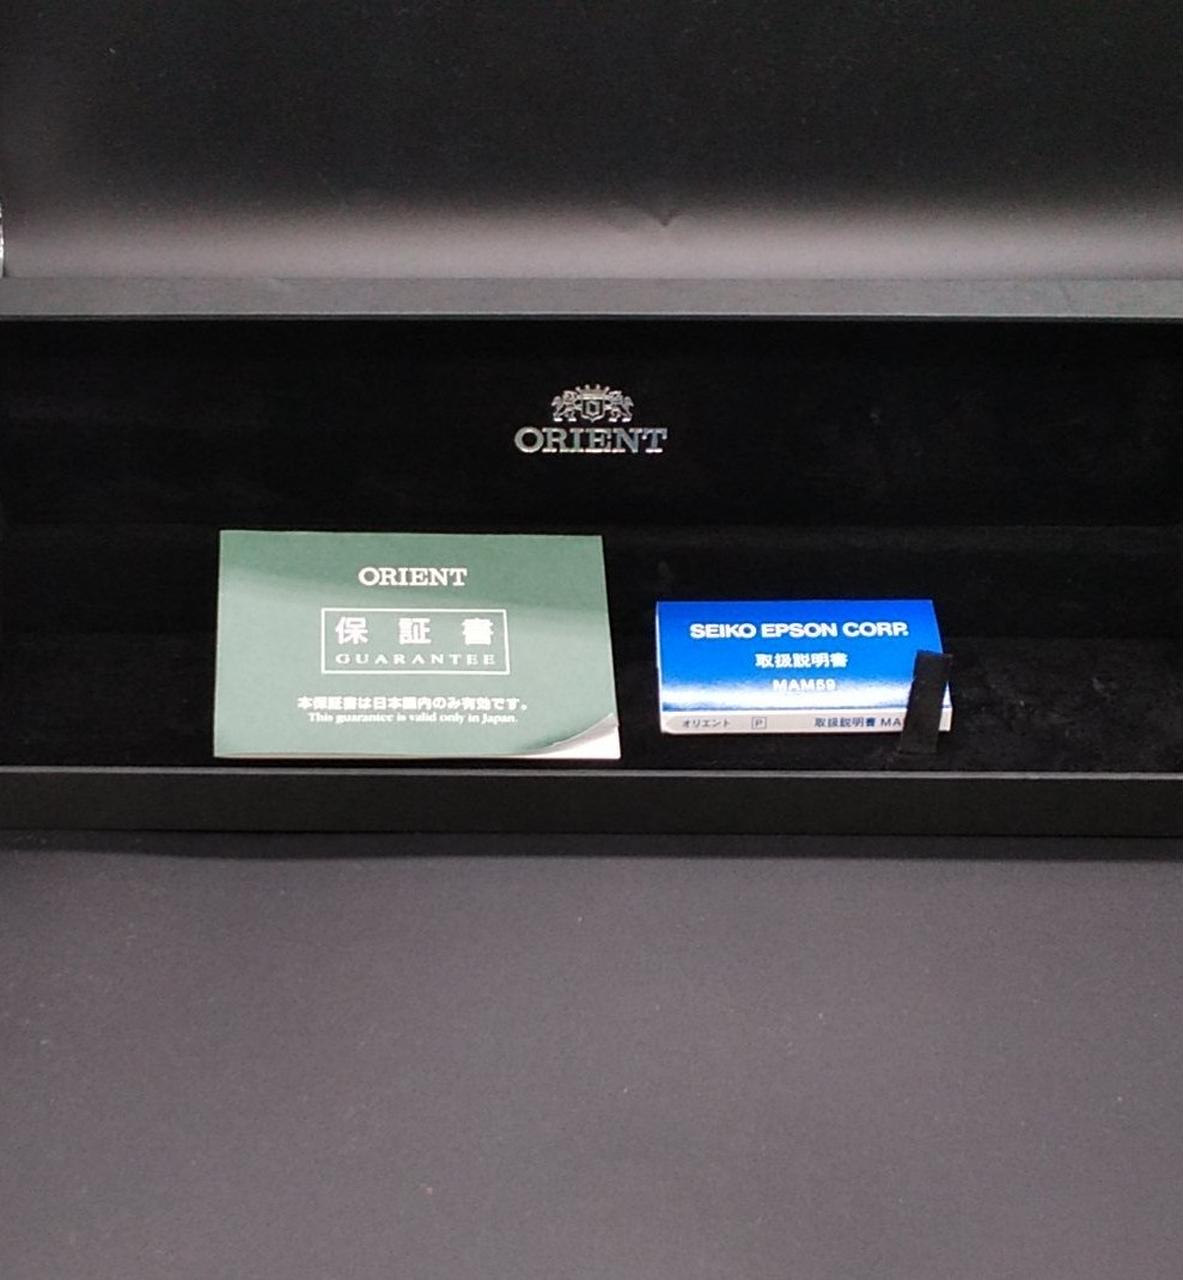 ORIENT
ORIENT
保証書
GUARANTEE
本保証書は日本国内のみ有効です。
This guarantee is valid only in Japan.
SEIKO EPSON CORP.
取扱説明書
MAM59
オリエント P 取扱説明書 MA